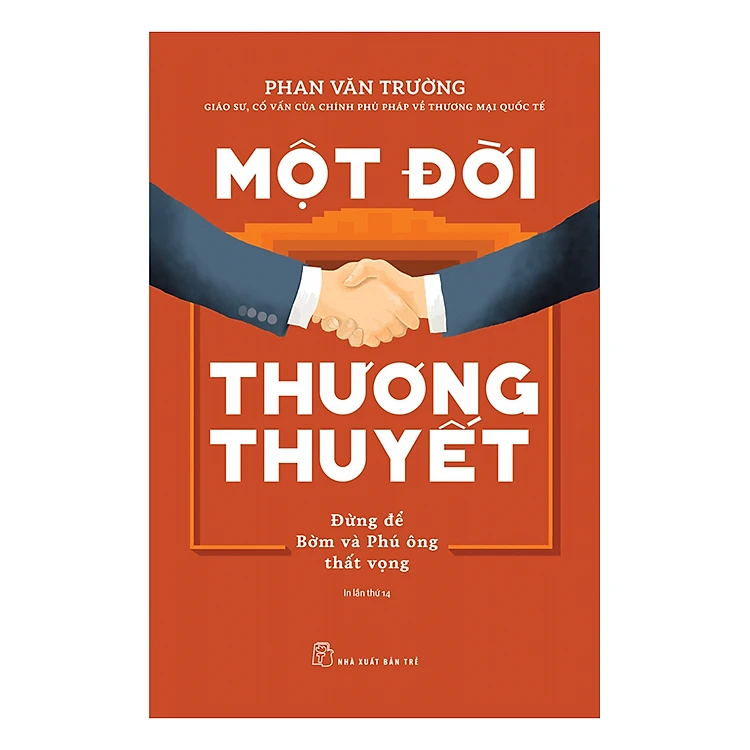 PHAN VĂN TRƯỜNG
GIÁO SƯ, CỐ VẤN CỦA CHÍNH PHỦ PHÁP VỀ THƯƠNG MẠI QUỐC TẾ
MỘT ĐỜI
THƯƠNG
THUYẾT
Đừng để
Bờm và Phú ông
thất vọng
In lần thứ 14
NHÀ XUẤT BẢN TRẺ